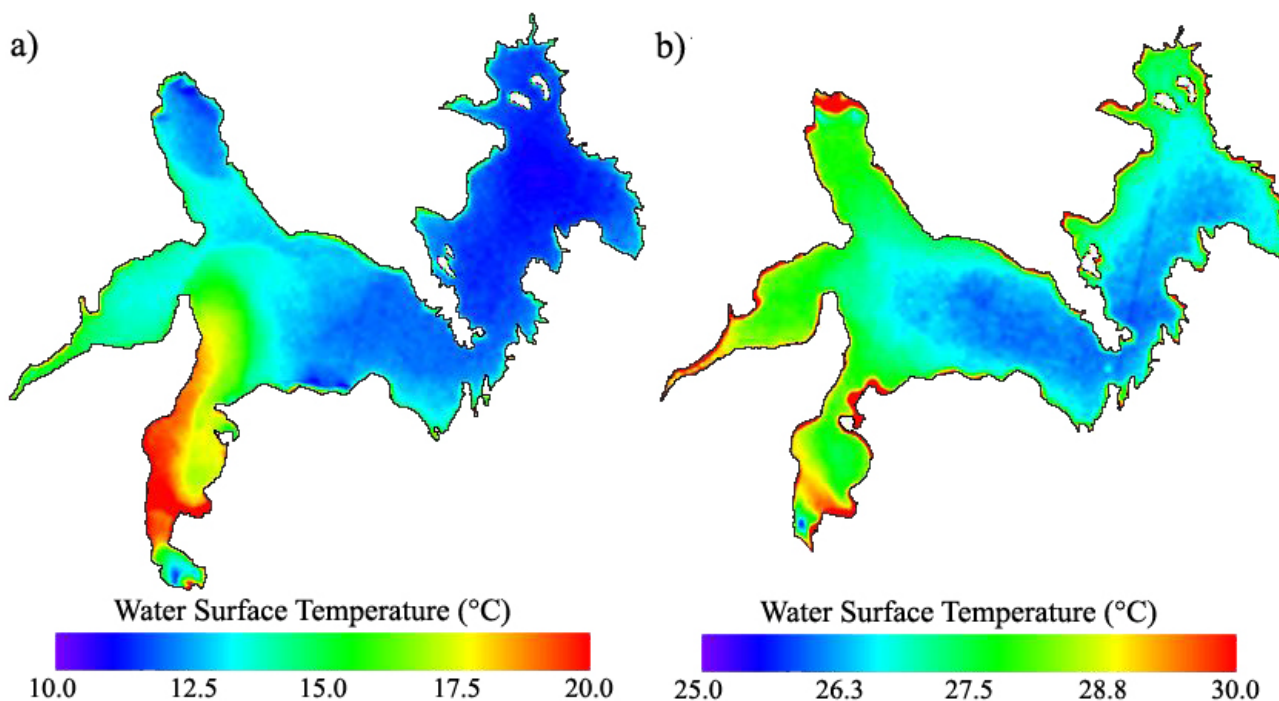 a)
b)
Water Surface Temperature (°C)
10.0 12.5 15.0 17.5 20.0
Water Surface Temperature (°C)
25.0 26.3 27.5 28.8 30.0